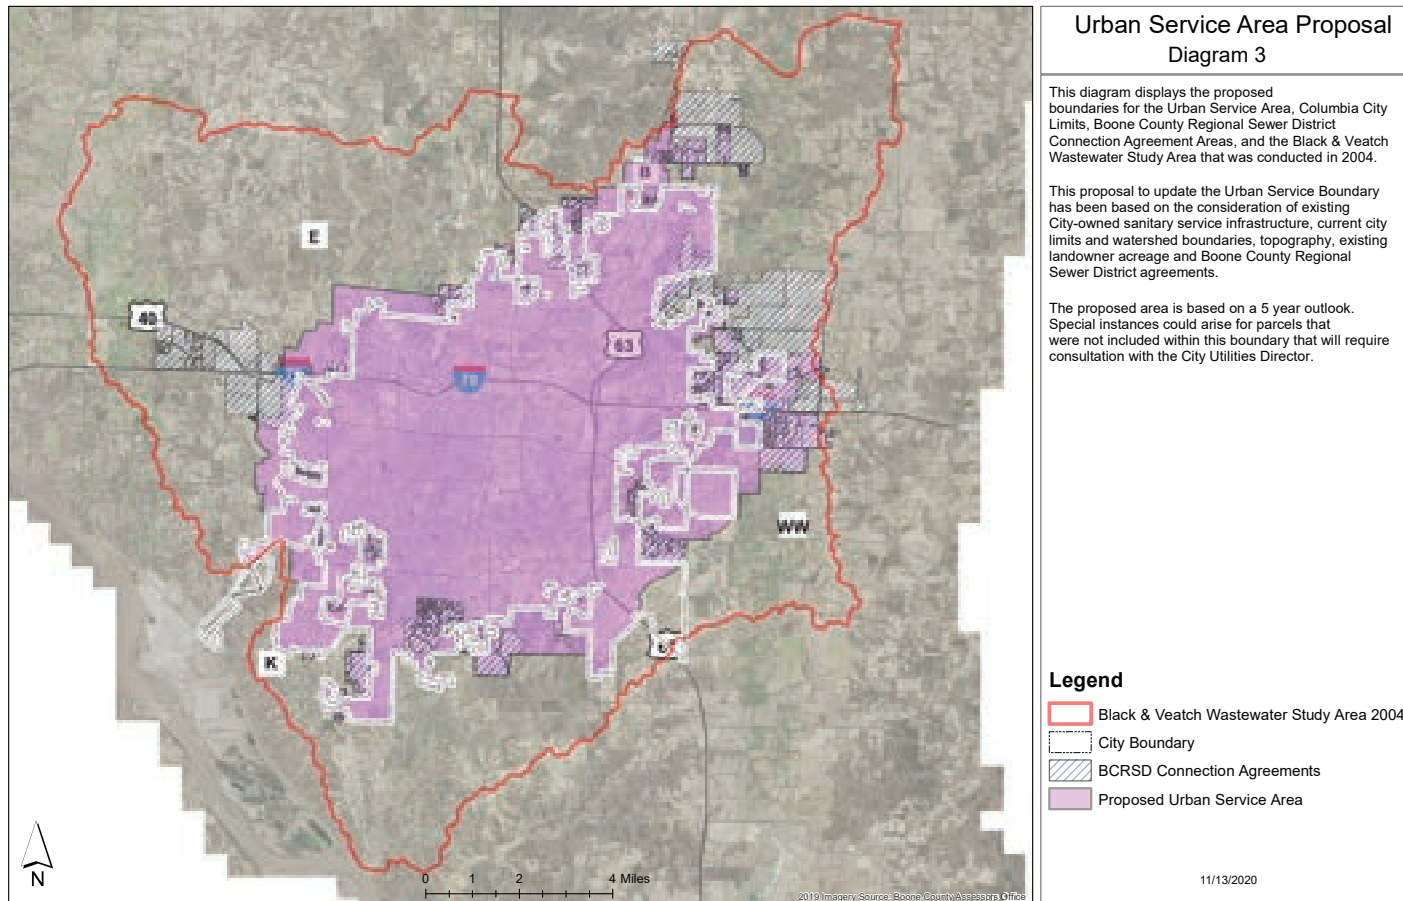 Urban Service Area Proposal
Diagram 3
This diagram displays the proposed
boundaries for the Urban Service Area, Columbia City
Limits, Boone County Regional Sewer District
Connection Agreement Areas, and the Black & Veatch
Wastewater Study Area that was conducted in 2004.
This proposal to update the Urban Service Boundary
has been based on the consideration of existing
City-owned sanitary service infrastructure, current city
limits and watershed boundaries, topography, existing
landowner acreage and Boone County Regional
Sewer District agreements.
The proposed area is based on a 5 year outlook.
Special instances could arise for parcels that
were not included within this boundary that will require
consultation with the City Utilities Director.
E
40
63
WW
K
Legend
Black & Veatch Wastewater Study Area 2004
City Boundary
BCRSD Connection Agreements
Proposed Urban Service Area
N
0 1 2 4 Miles
2019 Imagery Source: Boone County Assessors Office
11/13/2020